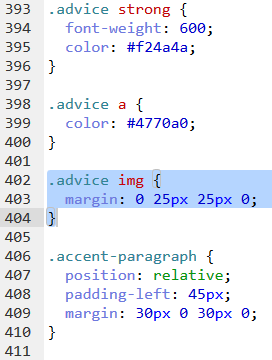 393 .advice strong {
394   font-weight: 600;
395   color: #f24a4a;
396 }
397
398 .advice a {
399   color: #4770a0;
400 }
401
402 .advice img {
403   margin: 0 25px 25px 0;
404 }
405
406 .accent-paragraph {
407   position: relative;
408   padding-left: 45px;
409   margin: 30px 0 30px 0;
410 }
411